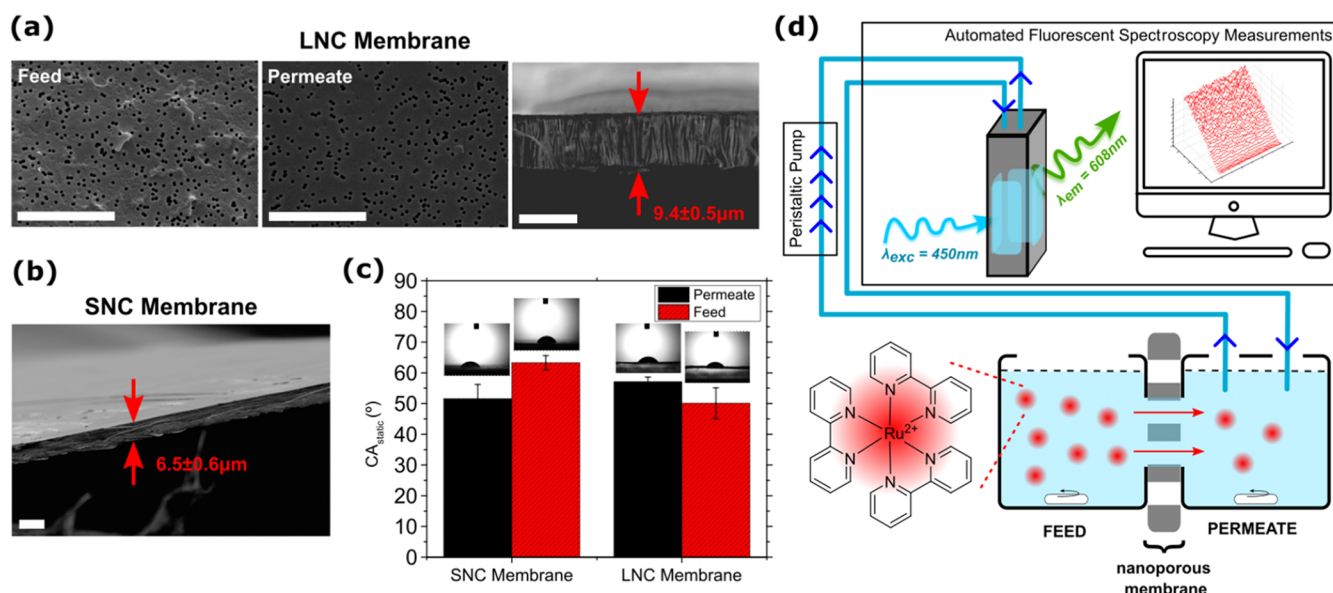 (a)
LNC Membrane
Feed
Permeate
9.4±0.5μm
(b)
SNC Membrane
6.5±0.6μm
(c)
90
80
70
60
50
40
30
20
10
0
CAstatic (º)
Permeate
Feed
SNC Membrane
LNC Membrane
(d)
Automated Fluorescent Spectroscopy Measurements
Peristaltic Pump
λexc = 450nm
λem = 608nm
N
N
N
Ru2+
N
N
N
FEED
PERMEATE
nanoporous
membrane